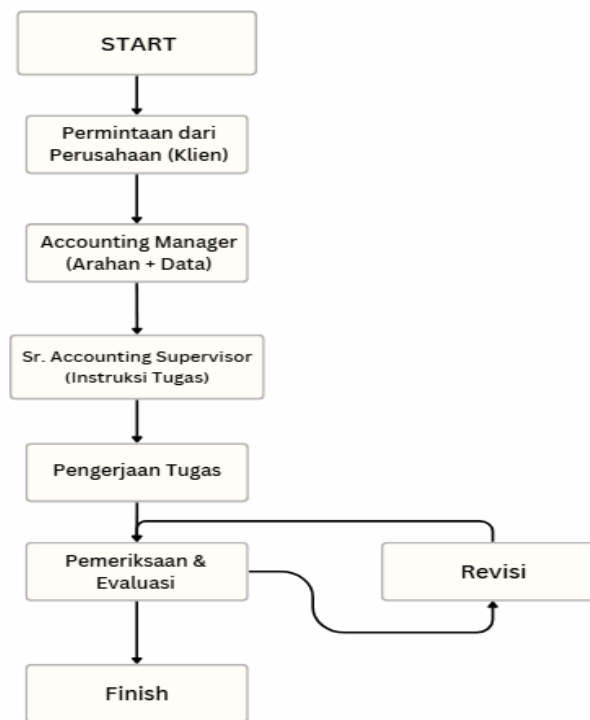 START
Permintaan dari
Perusahaan (Klien)
Accounting Manager
(Arahan + Data)
Sr. Accounting Supervisor
(Instruksi Tugas)
Pengerjaan Tugas
Pemeriksaan &
Evaluasi
Revisi
Finish